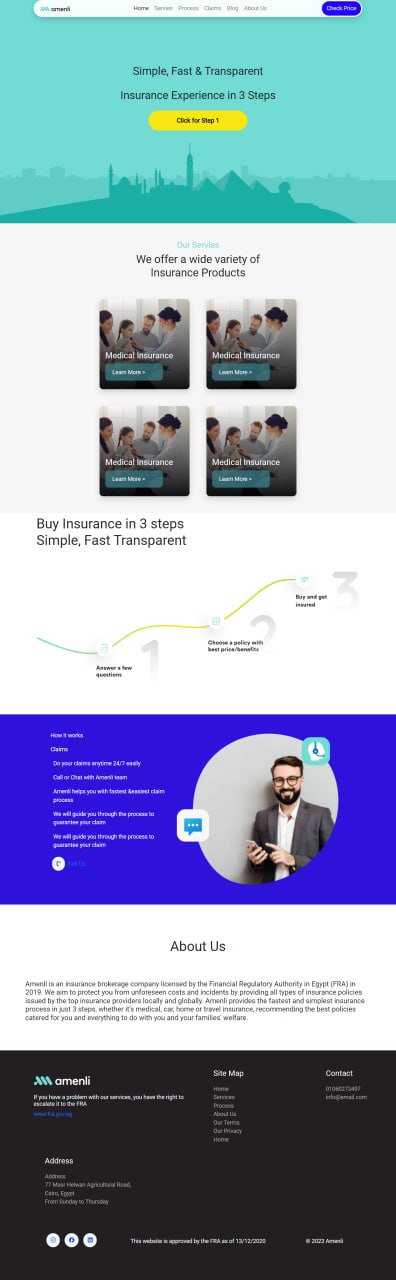 amenli
Home Servies Process Claims Blog About Us
Check Price
Simple, Fast & Transparent
Insurance Experience in 3 Steps
Click for Step 1
Our Servies
We offer a wide variety of
Insurance Products
Medical Insurance
Learn More >
Medical Insurance
Learn More >
Medical Insurance
Learn More >
Medical Insurance
Learn More >
Buy Insurance in 3 steps
Simple, Fast Transparent
3
Buy and get
insured
2
Choose a policy with
best price/benefits
1
Answer a few
questions
How it works
Claims
Do your claims anytime 24/7 easily
Call or Chat with Amenli team
Amenli helps you with fastest &easiest claim
process
We will guide you through the process to
guarantee your claim
We will guide you through the process to
guarantee your claim
Call Us
About Us
Amenli is an insurance brokerage company licensed by the Financial Regulatory Authority in Egypt (FRA) in
2019. We aim to protect you from unforeseen costs and incidents by providing all types of insurance policies
issued by the top insurance providers locally and globally. Amenli provides the fastest and simplest insurance
process in just 3 steps, whether it's medical, car, home or travel insurance, recommending the best policies
catered for you and everything to do with you and your families' welfare.
amenli
If you have a problem with our services, you have the right to
escalate it to the FRA
www.fra.gov.eg
Site Map
Home
Services
Process
About Us
Our Terms
Our Privacy
Home
Contact
01060273497
info@email.com
Address
Address
77 Masr Helwan Agricultural Road,
Cairo, Egypt
From Sunday to Thursday
This website is approved by the FRA as of 13/12/2020
© 2023 Amenli